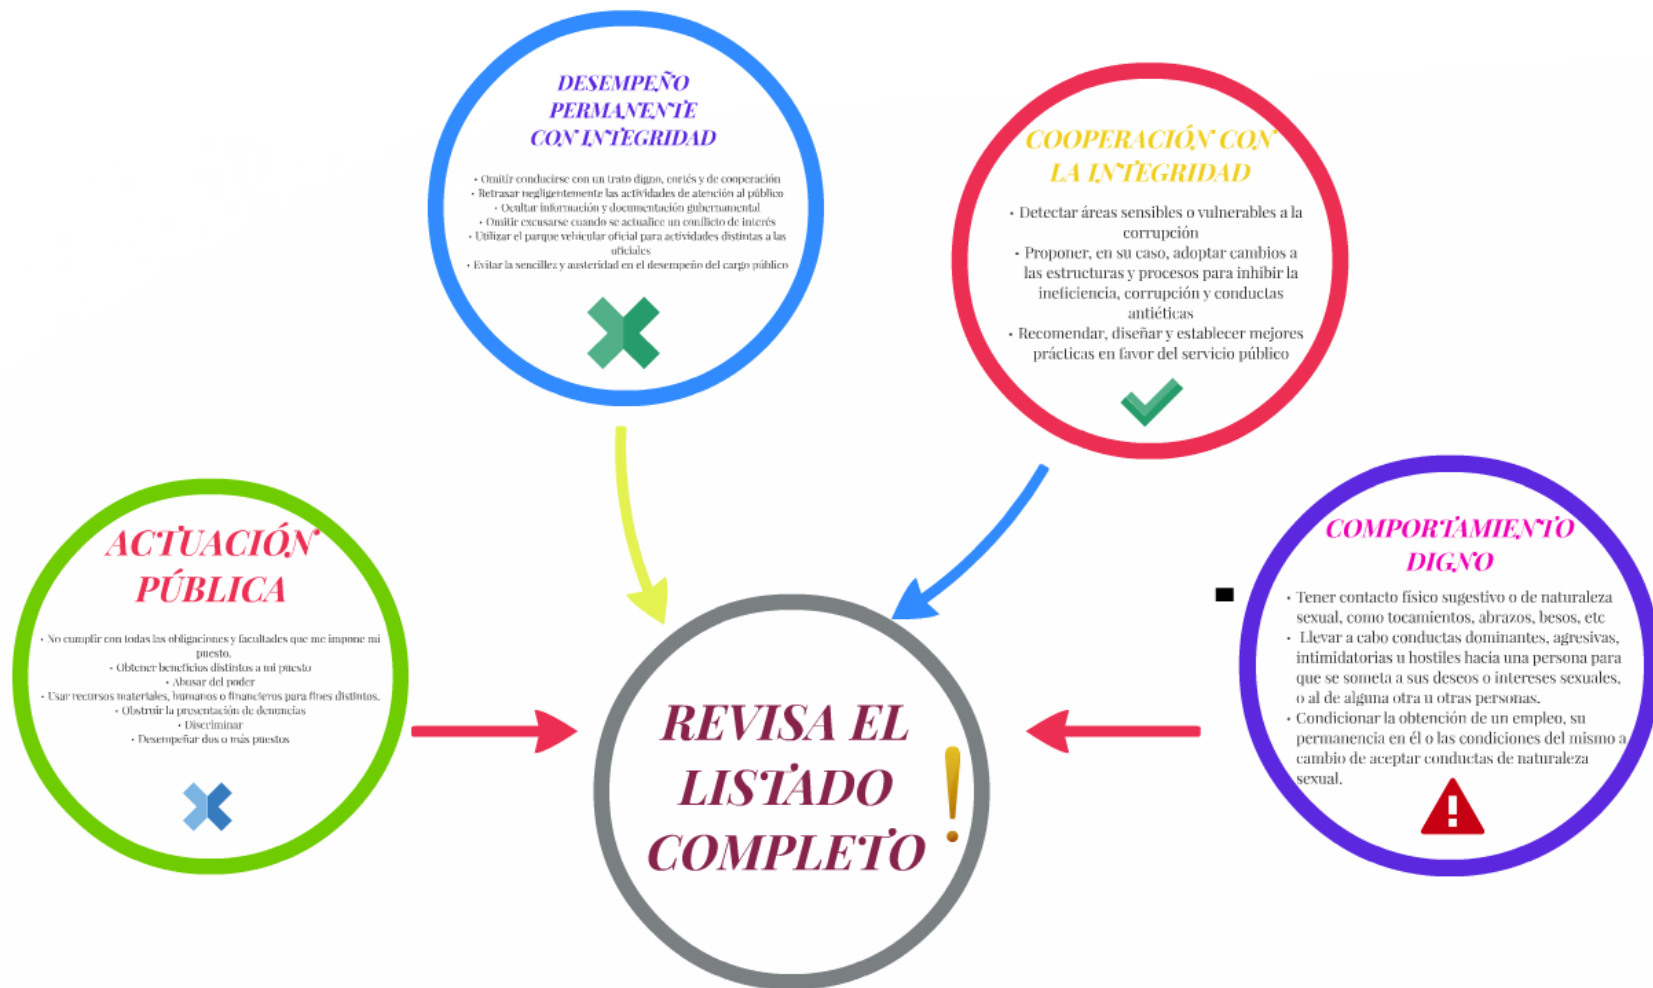 DESEMPEÑO
PERMANENTE
CON INTEGRIDAD
• Omitir conducirse con un trato digno, cortés y de cooperación
• Retrasar negligentemente las actividades de atención al público
• Ocultar información y documentación gubernamental
• Omitir excusarse cuando se actualice un conflicto de interés
• Utilizar el parque vehicular oficial para actividades distintas a las
oficiales
• Evitar la sencillez y austeridad en el desempeño del cargo público
COOPERACIÓN CON
LA INTEGRIDAD
• Detectar áreas sensibles o vulnerables a la
corrupción
• Proponer, en su caso, adoptar cambios a
las estructuras y procesos para inhibir la
ineficiencia, corrupción y conductas
antiéticas
• Recomendar, diseñar y establecer mejores
prácticas en favor del servicio público
ACTUACIÓN
PÚBLICA
• No cumplir con todas las obligaciones y facultades que me impone mi
puesto.
• Obtener beneficios distintos a mi puesto
• Abusar del poder
• Usar recursos materiales, humanos o financieros para fines distintos.
• Obstruir la presentación de denuncias
• Discriminar
• Desempeñar dos o más puestos
COMPORTAMIENTO
DIGNO
• Tener contacto físico sugestivo o de naturaleza
sexual, como tocamientos, abrazos, besos, etc
• Llevar a cabo conductas dominantes, agresivas,
intimidatorias u hostiles hacia una persona para
que se someta a sus deseos o intereses sexuales,
o al de alguna otra u otras personas.
• Condicionar la obtención de un empleo, su
permanencia en él o las condiciones del mismo a
cambio de aceptar conductas de naturaleza
sexual.
REVISA EL
LISTADO
COMPLETO !